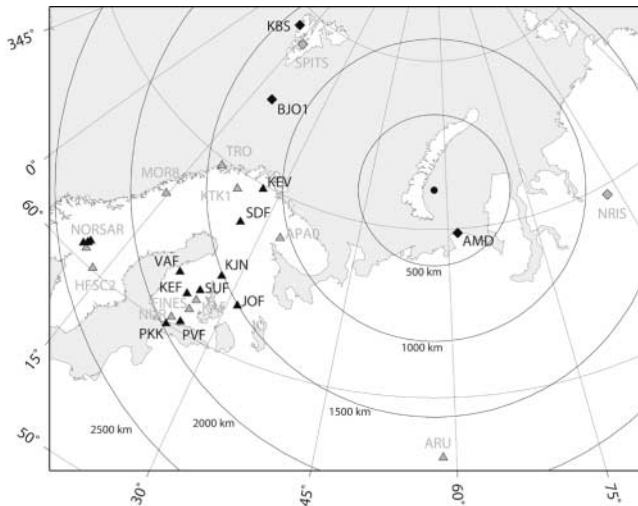 345°
KBS
SPITS
BJO1
0°
TRO
MOR8
KEV
KTK1
60°
SDF
NRIS
NORSAR
APA0
AMD
VAF
KJN
500 km
HFSC2
KEF
SUF
FINES
JOF
PKK
PVF
15°
1000 km
1500 km
2000 km
2500 km
50°
ARU
30°
45°
60°
75°